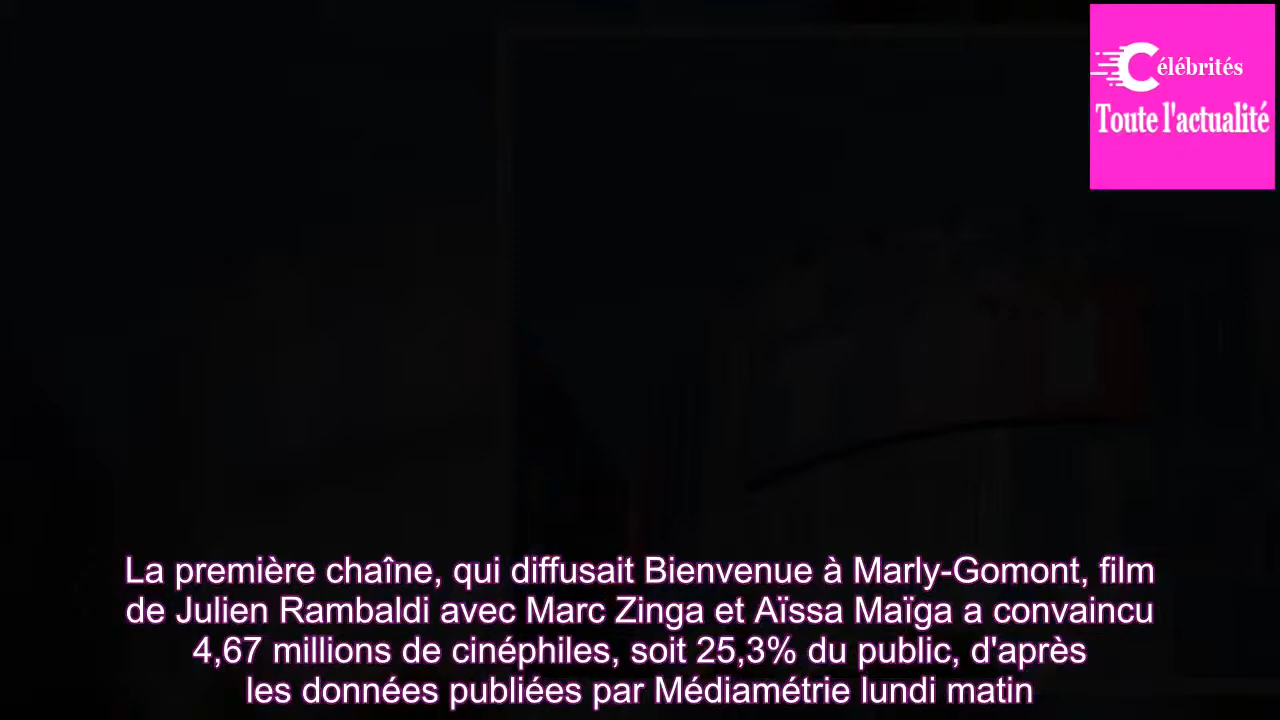 Célébrités
Toute l'actualité
La première chaîne, qui diffusait Bienvenue à Marly-Gomont, film
de Julien Rambaldi avec Marc Zinga et Aïssa Maïga a convaincu
4,67 millions de cinéphiles, soit 25,3% du public, d'après
les données publiées par Médiamétrie lundi matin